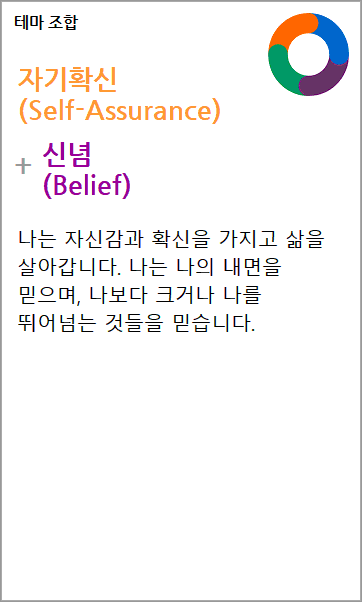 테마 조합
자기확신
(Self-Assurance)
+ 신념
(Belief)
나는 자신감과 확신을 가지고 삶을
살아갑니다. 나는 나의 내면을
믿으며, 나보다 크거나 나를
뛰어넘는 것들을 믿습니다.